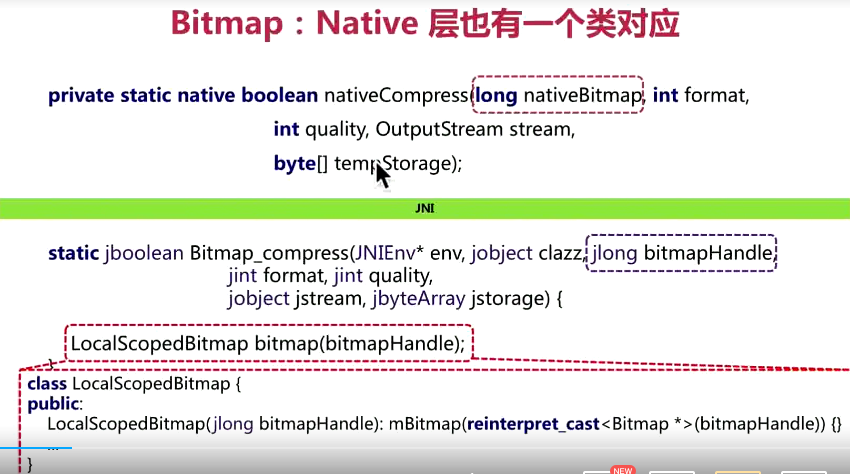 Bitmap：Native 层也有一个类对应
private static native boolean nativeCompress(long nativeBitmap, int format,
int quality, OutputStream stream,
byte[] tempStorage);
JNI
static jboolean Bitmap_compress(JNIEnv* env, jobject clazz, jlong bitmapHandle,
jint format, jint quality,
jobject jstream, jbyteArray jstorage) {
LocalScopedBitmap bitmap(bitmapHandle);
}
class LocalScopedBitmap {
public:
LocalScopedBitmap(jlong bitmapHandle): mBitmap(reinterpret_cast<Bitmap *>(bitmapHandle)) {}
...
}
NEW